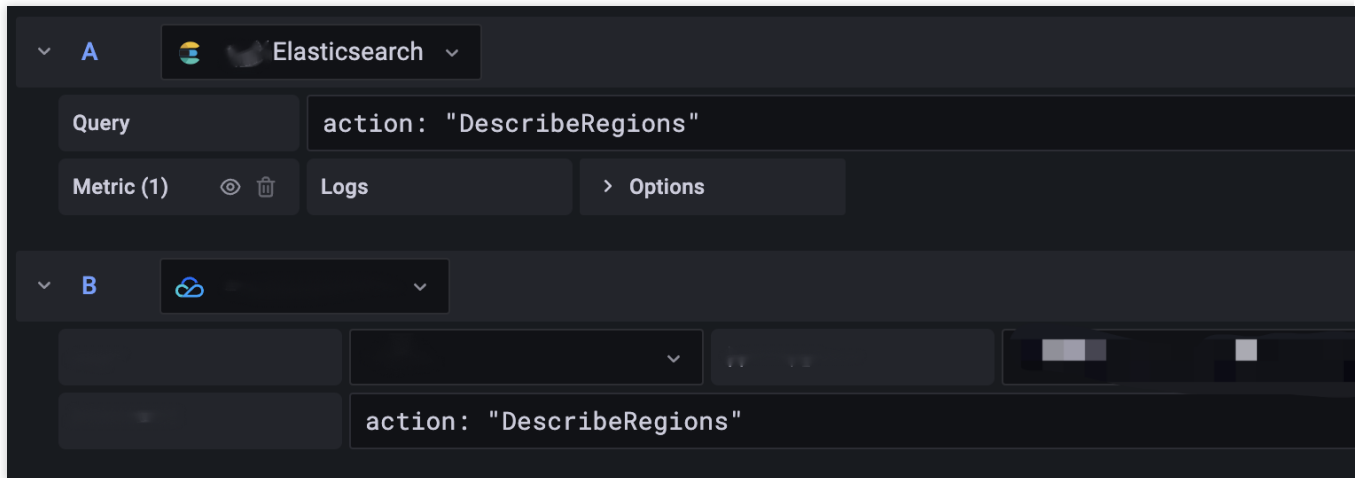 A Elasticsearch
Query action: "DescribeRegions"
Metric (1) Logs Options
B
action: "DescribeRegions"